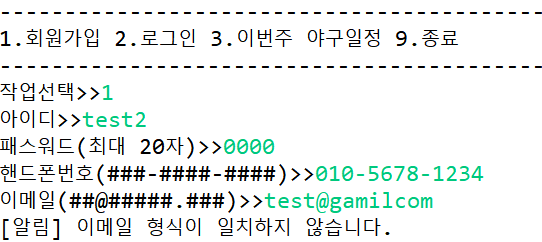 --------------------------------------------
1.회원가입 2.로그인 3.이번주 야구일정 9.종료
--------------------------------------------
작업선택>>1
아이디>>test2
패스워드(최대 20자)>>0000
핸드폰번호(###-####-####)>>010-5678-1234
이메일(##@#####.###)>>test@gamilcom
[알림] 이메일 형식이 일치하지 않습니다.